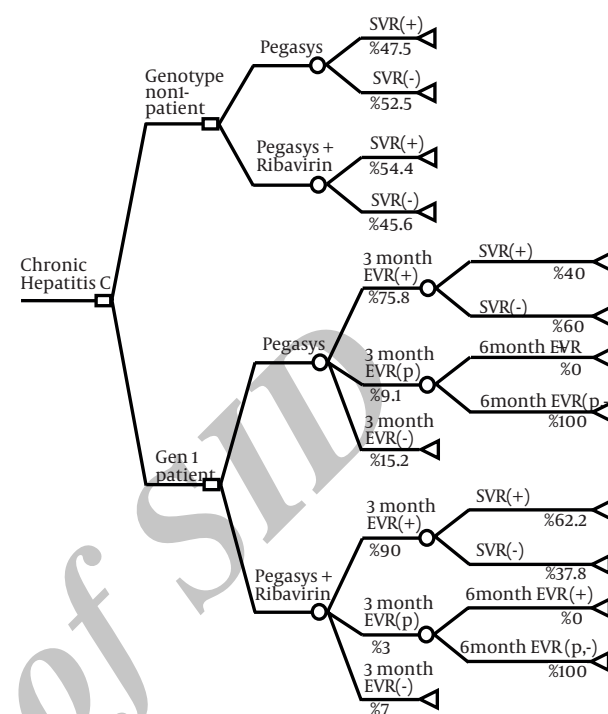 Chronic
Hepatitis C
Genotype
non1-
patient
Pegasys
SVR(+)
%47.5
SVR(-)
%52.5
Pegasys +
Ribavirin
SVR(+)
%54.4
SVR(-)
%45.6
Gen 1
patient
Pegasys
3 month
EVR(+)
%75.8
SVR(+)
%40
SVR(-)
%60
3 month
EVR(p)
%9.1
6month EVR
%0
6month EVR(p,-
%100
3 month
EVR(-)
%15.2
Pegasys +
Ribavirin
3 month
EVR(+)
%90
SVR(+)
%62.2
SVR(-)
%37.8
3 month
EVR(p)
%3
6month EVR(+)
%0
6month EVR(p,-)
%100
3 month
EVR(-)
%7
of SID